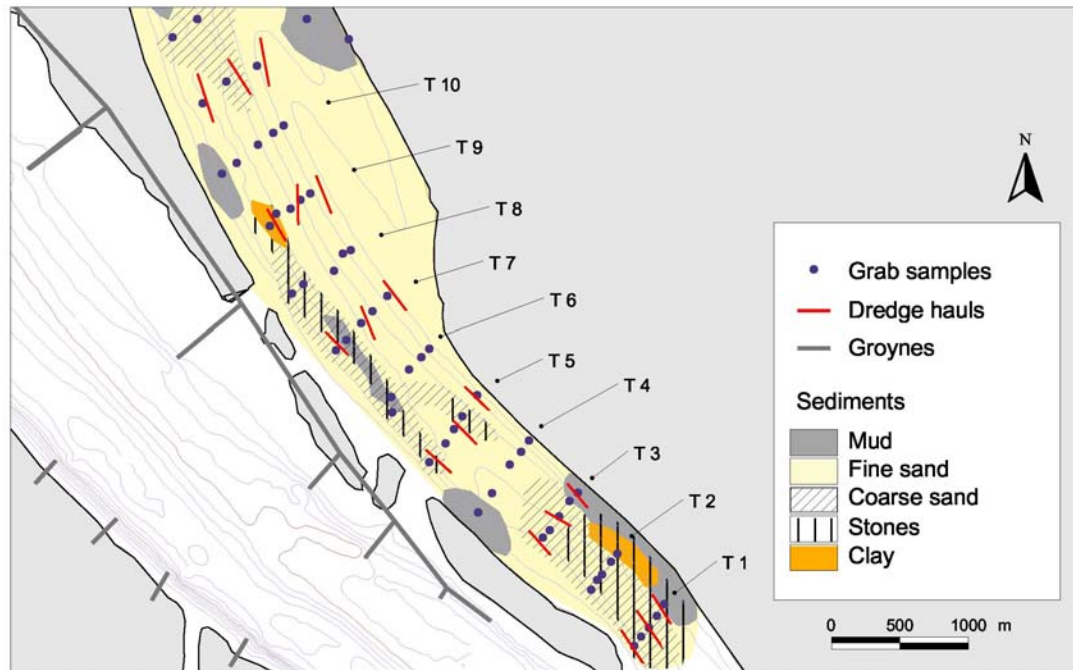 T 10
T 9
T 8
T 7
T 6
T 5
T 4
T 3
T 2
T 1
N
Grab samples
Dredge hauls
Groynes
Sediments
Mud
Fine sand
Coarse sand
Stones
Clay
0 500 1000 m